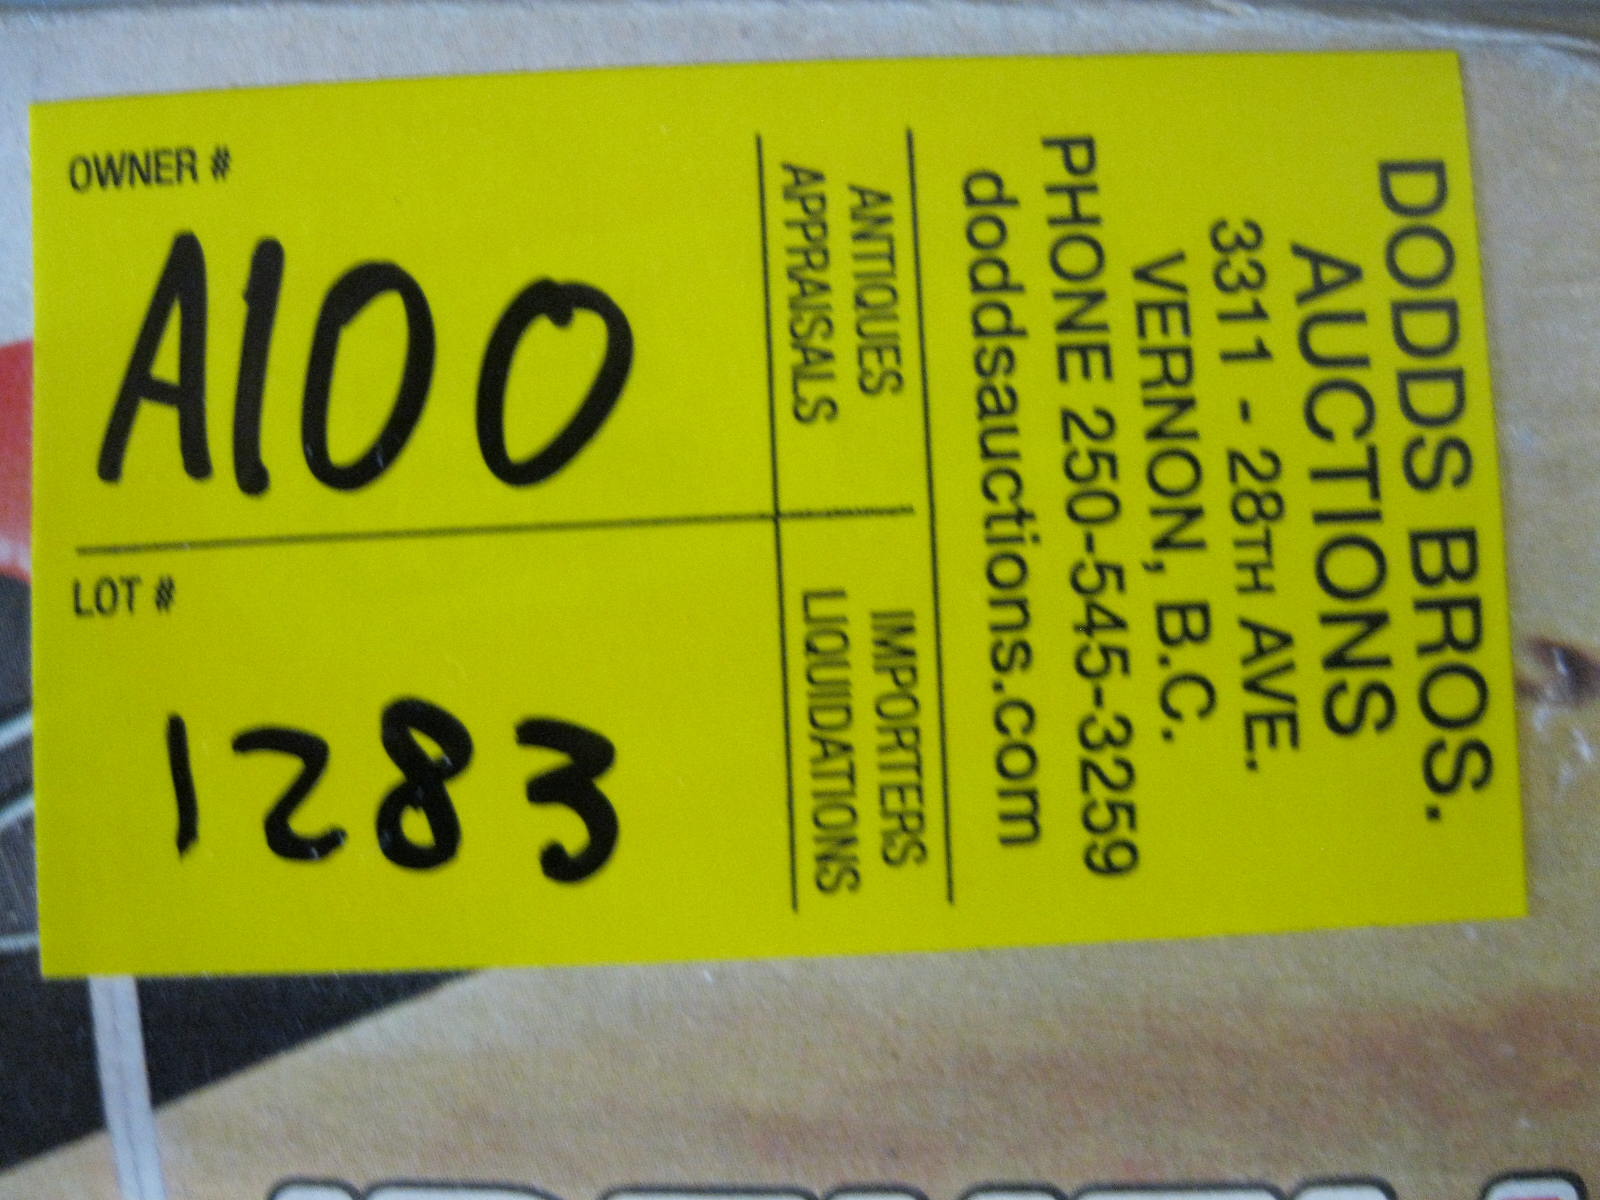 DODDS BROS.
AUCTIONS
3311 - 28TH AVE.
VERNON, B.C.
PHONE 250-545-3259
doddsauctions.com
ANTIQUES
APPRAISALS
IMPORTERS
LIQUIDATIONS
OWNER #
A100
LOT #
1283